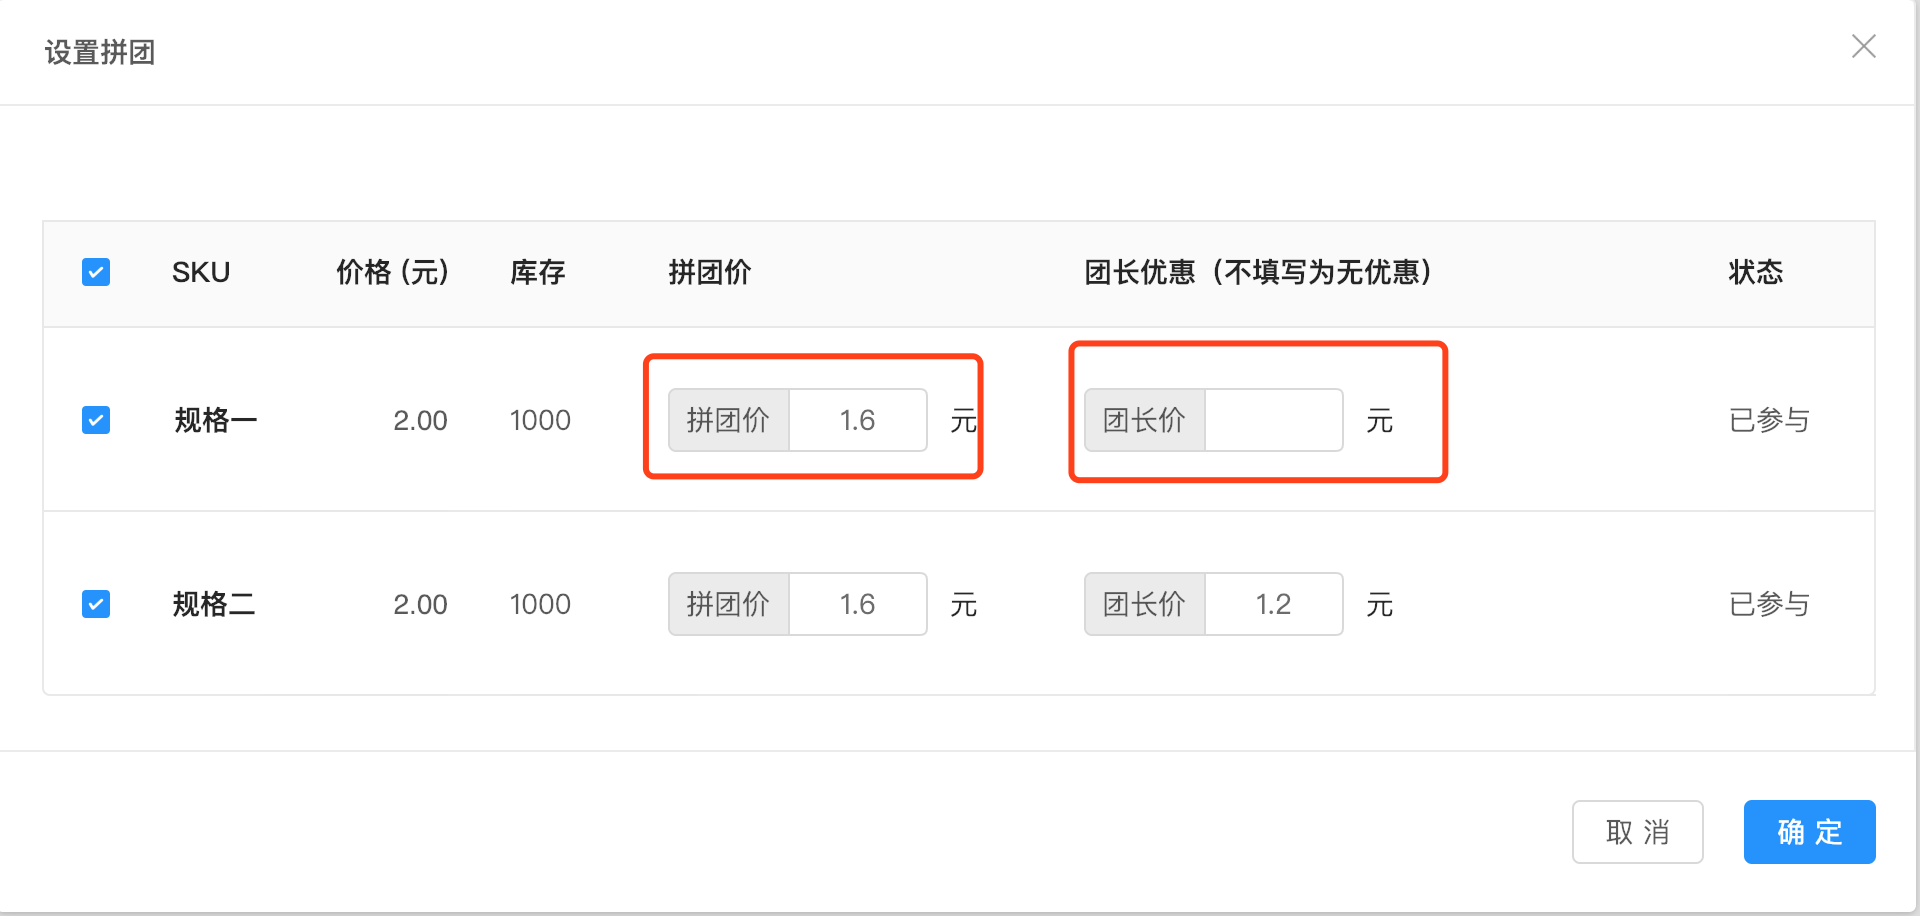 设置拼团
SKU 价格 (元) 库存 拼团价 团长优惠（不填写为无优惠） 状态
规格一 2.00 1000 拼团价 1.6 元 团长价 元 已参与
规格二 2.00 1000 拼团价 1.6 元 团长价 1.2 元 已参与
取 消 确 定